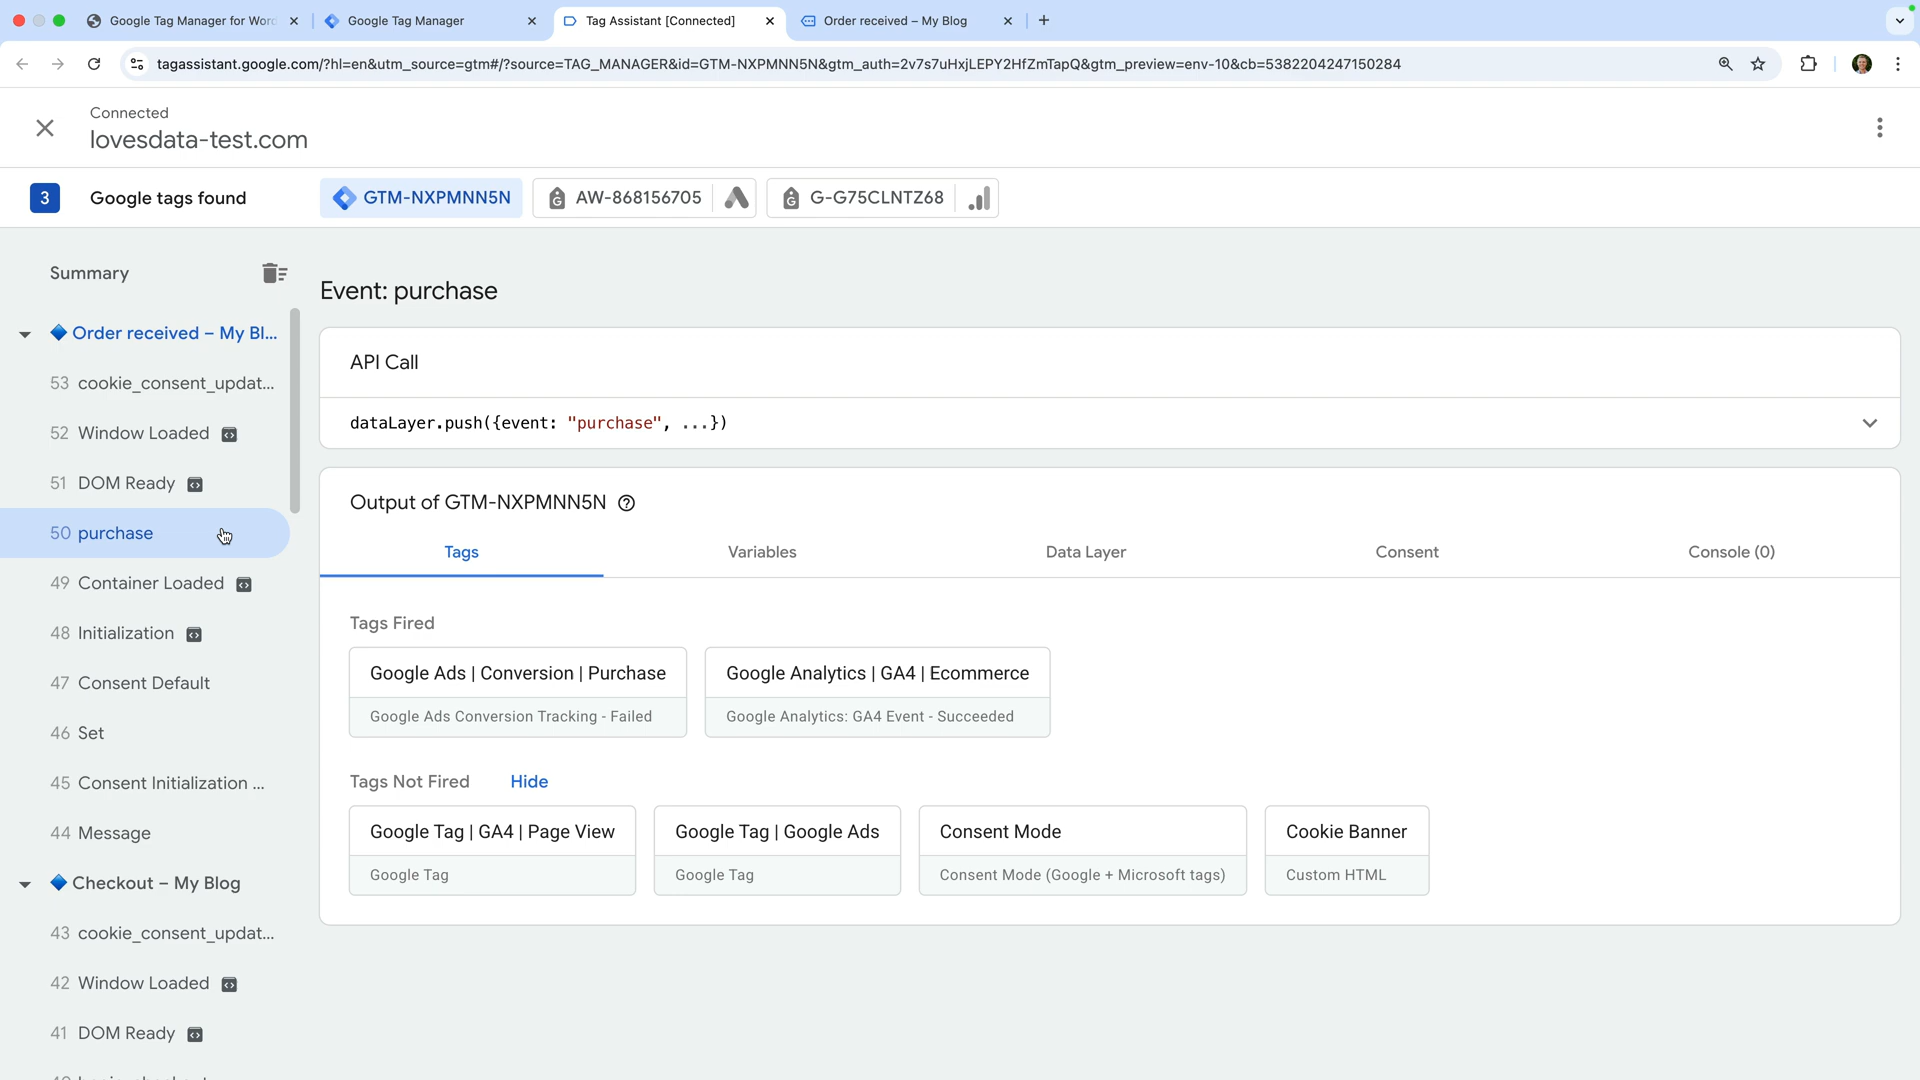 Google Tag Manager for Word
Google Tag Manager
Tag Assistant [Connected]
Order received – My Blog
tagassistant.google.com/?hl=en&utm_source=gtm#/?source=TAG_MANAGER&id=GTM-NXPMNN5N&gtm_auth=2v7s7uHxjLEPY2HfZmTapQ&gtm_preview=env-10&cb=5382204247150284
Connected
lovesdata-test.com
3
Google tags found
GTM-NXPMNN5N
AW-868156705
G-G75CLNTZ68
Summary
Order received – My Bl...
53 cookie_consent_updat...
52 Window Loaded
51 DOM Ready
50 purchase
49 Container Loaded
48 Initialization
47 Consent Default
46 Set
45 Consent Initialization ...
44 Message
Checkout – My Blog
43 cookie_consent_updat...
42 Window Loaded
41 DOM Ready
Event: purchase
API Call
dataLayer.push({event: "purchase", ...})
Output of GTM-NXPMNN5N
Tags
Variables
Data Layer
Consent
Console (0)
Tags Fired
Google Ads | Conversion | Purchase
Google Ads Conversion Tracking - Failed
Google Analytics | GA4 | Ecommerce
Google Analytics: GA4 Event - Succeeded
Tags Not Fired
Hide
Google Tag | GA4 | Page View
Google Tag
Google Tag | Google Ads
Google Tag
Consent Mode
Consent Mode (Google + Microsoft tags)
Cookie Banner
Custom HTML